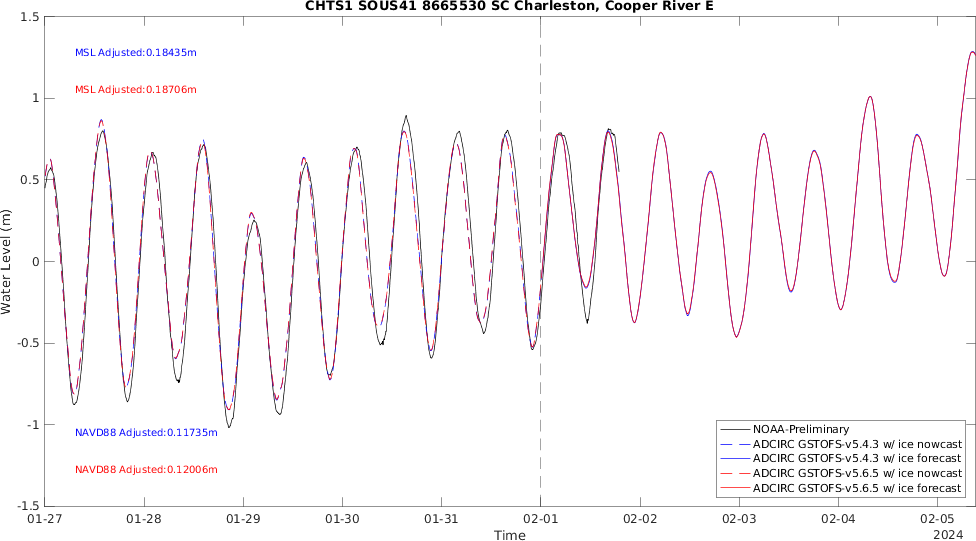 CHTS1 SOUS41 8665530 SC Charleston, Cooper River E
1.5
1
0.5
0
-0.5
-1
-1.5
Water Level (m)
MSL Adjusted:0.18435m
MSL Adjusted:0.18706m
NAVD88 Adjusted:0.11735m
NAVD88 Adjusted:0.12006m
NOAA-Preliminary
ADCIRC GSTOFS-v5.4.3 w/ ice nowcast
ADCIRC GSTOFS-v5.4.3 w/ ice forecast
ADCIRC GSTOFS-v5.6.5 w/ ice nowcast
ADCIRC GSTOFS-v5.6.5 w/ ice forecast
01-27 01-28 01-29 01-30 01-31 02-01 02-02 02-03 02-04 02-05
Time
2024